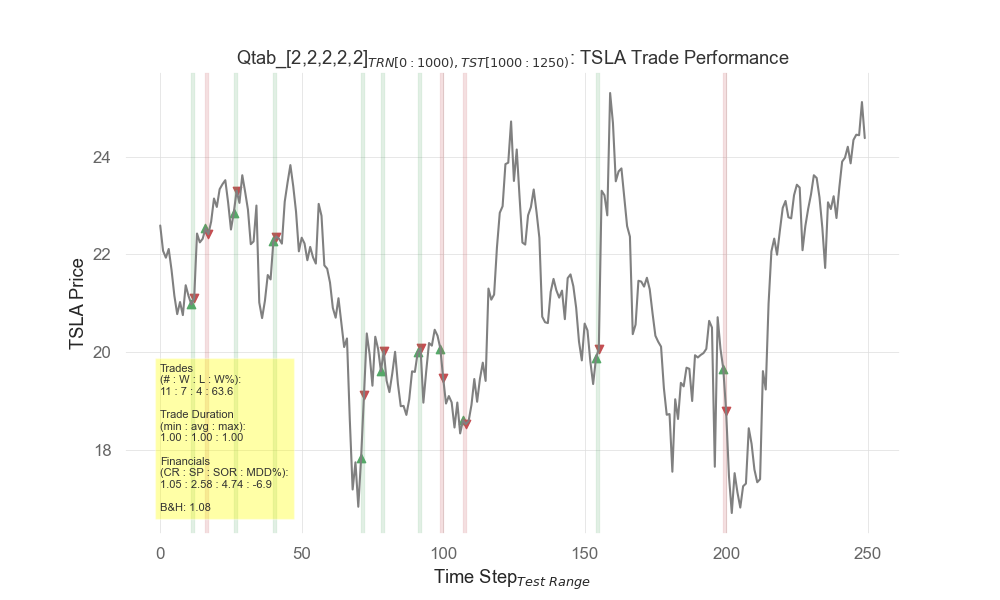 Qtab_[2,2,2,2,2]TRN[0 : 1000), TST[1000 : 1250): TSLA Trade Performance
24
22
20
18
TSLA Price
Trades
(# : W : L : W%):
11 : 7 : 4 : 63.6
Trade Duration
(min : avg : max):
1.00 : 1.00 : 1.00
Financials
(CR : SP : SOR : MDD%):
1.05 : 2.58 : 4.74 : -6.9
B&H: 1.08
0 50 100 150 200 250
Time StepTest Range